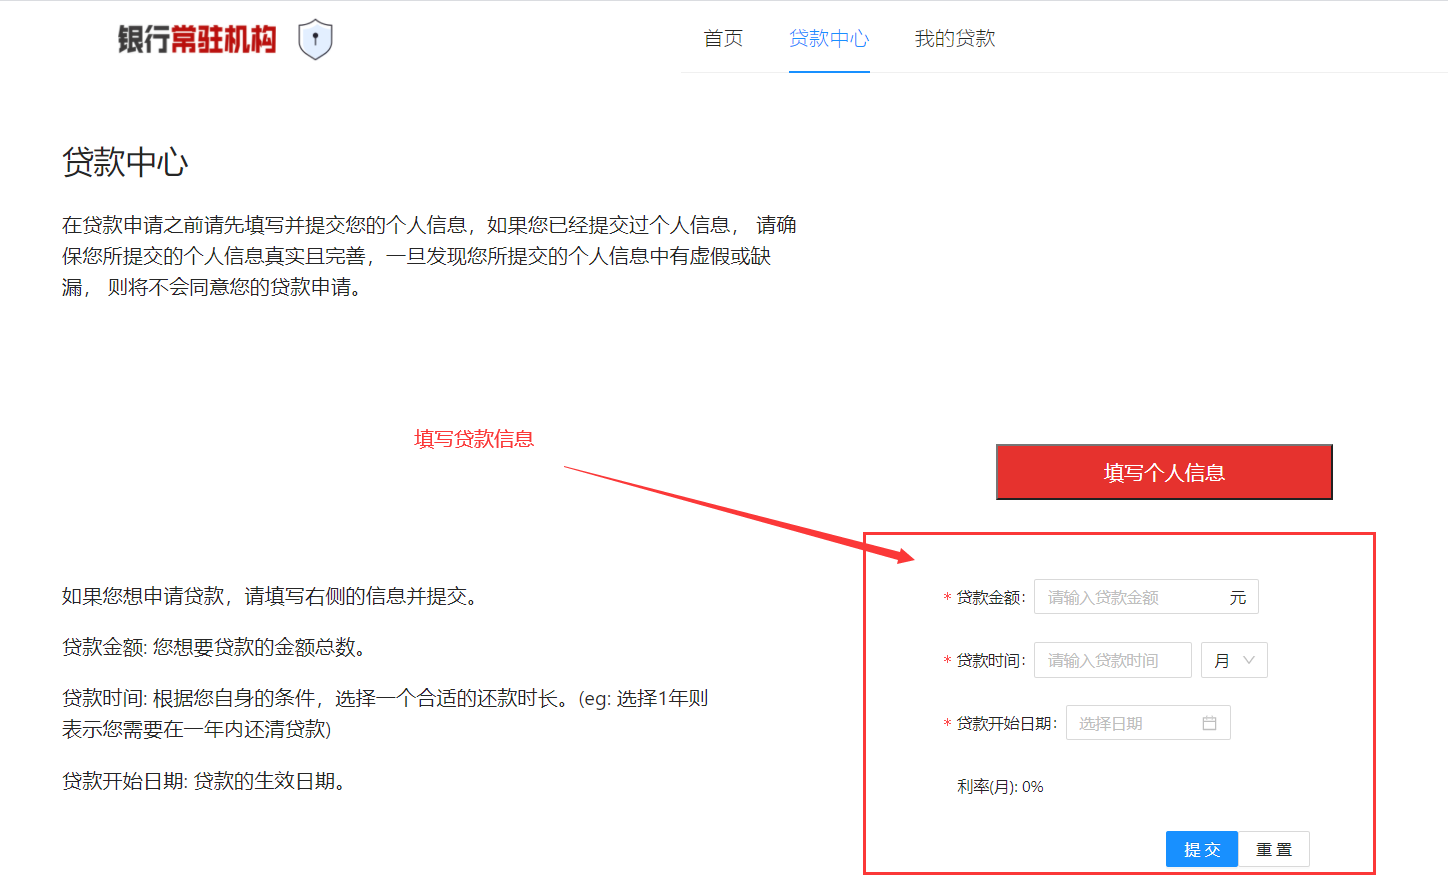 银行常驻机构
首页
贷款中心
我的贷款
贷款中心
在贷款申请之前请先填写并提交您的个人信息，如果您已经提交过个人信息， 请确
保您所提交的个人信息真实且完善，一旦发现您所提交的个人信息中有虚假或缺
漏， 则将不会同意您的贷款申请。
填写贷款信息
填写个人信息
如果您想申请贷款，请填写右侧的信息并提交。
贷款金额: 您想要贷款的金额总数。
贷款时间: 根据您自身的条件，选择一个合适的还款时长。(eg: 选择1年则
表示您需要在一年内还清贷款)
贷款开始日期: 贷款的生效日期。
* 贷款金额: 请输入贷款金额 元
* 贷款时间: 请输入贷款时间 月
* 贷款开始日期: 选择日期
利率(月): 0%
提 交 重 置